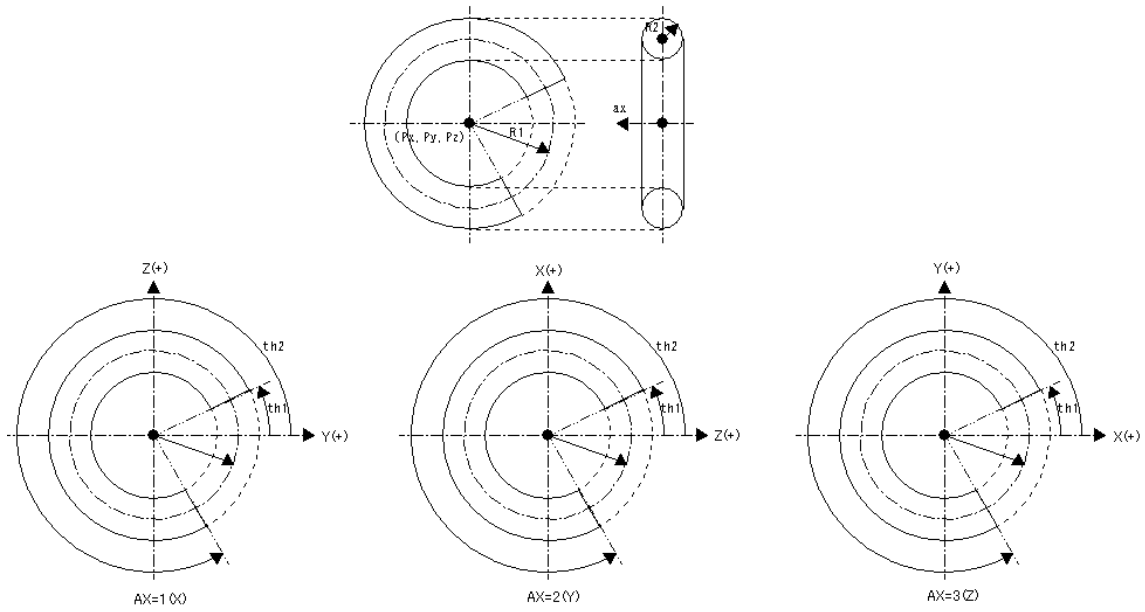 R2
ax
(Px, Py, Pz)
R1
Z(+)
th2
th1
Y(+)
AX=1(X)
X(+)
th2
th1
Z(+)
AX=2(Y)
Y(+)
th2
th1
X(+)
AX=3(Z)